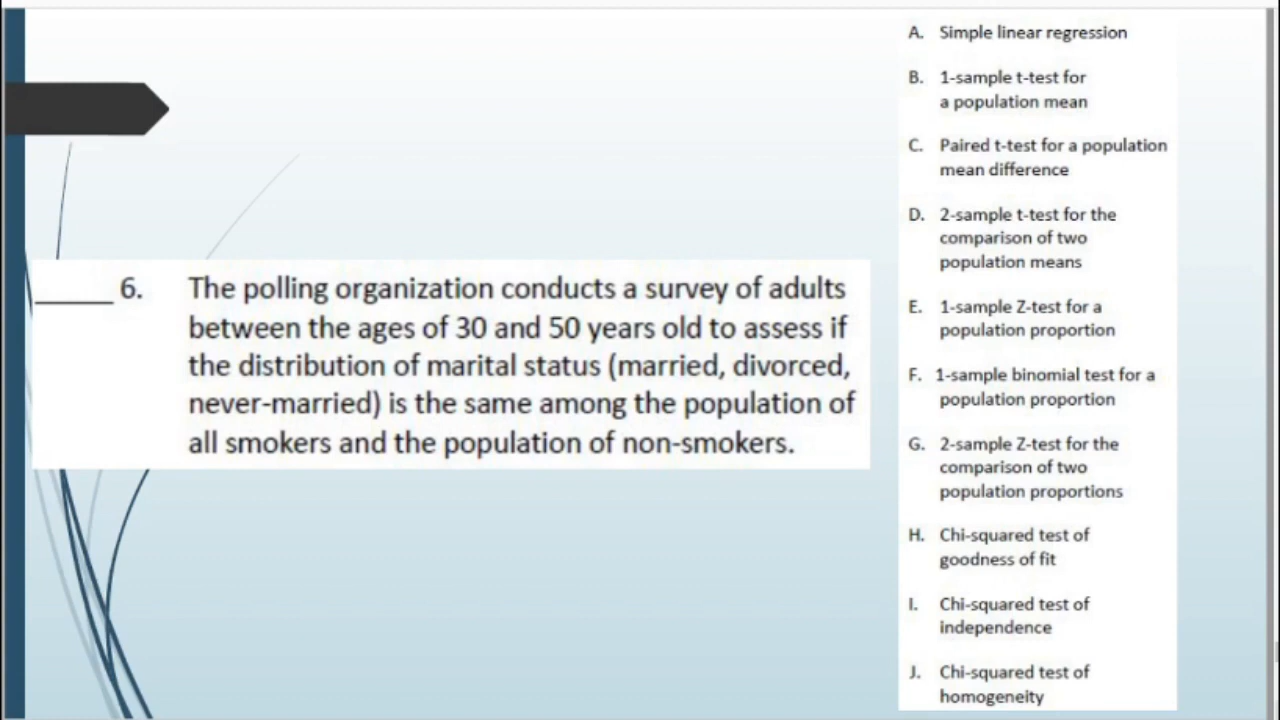 ______ 6. The polling organization conducts a survey of adults
between the ages of 30 and 50 years old to assess if
the distribution of marital status (married, divorced,
never-married) is the same among the population of
all smokers and the population of non-smokers.
A. Simple linear regression
B. 1-sample t-test for
a population mean
C. Paired t-test for a population
mean difference
D. 2-sample t-test for the
comparison of two
population means
E. 1-sample Z-test for a
population proportion
F. 1-sample binomial test for a
population proportion
G. 2-sample Z-test for the
comparison of two
population proportions
H. Chi-squared test of
goodness of fit
I. Chi-squared test of
independence
J. Chi-squared test of
homogeneity